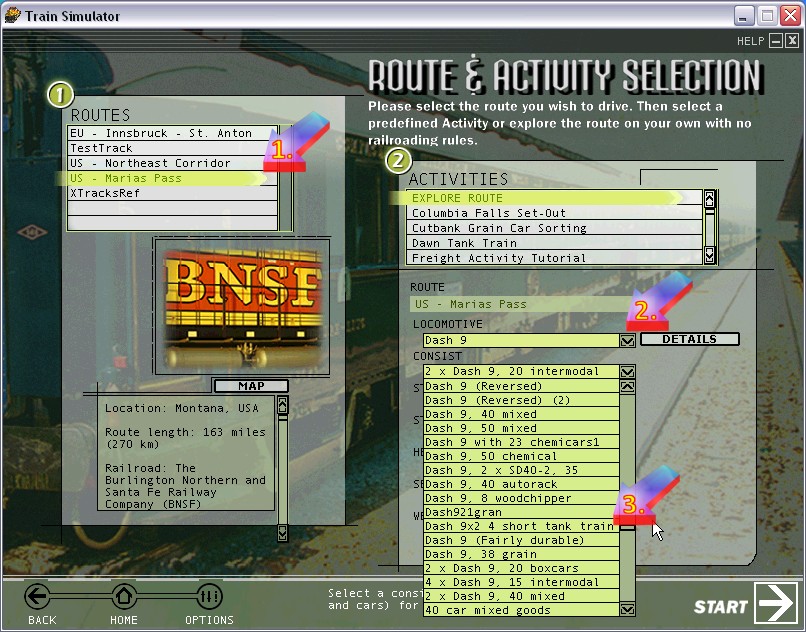 Train Simulator
HELP
ROUTE & ACTIVITY SELECTION
Please select the route you wish to drive. Then select a
predefined Activity or explore the route on your own with no
railroading rules.
1
ROUTES
EU - Innsbruck - St. Anton
TestTrack
US - Northeast Corridor
US - Marias Pass
XTracksRef
1.
BNSF
MAP
Location: Montana, USA
Route length: 163 miles
(270 km)
Railroad: The
Burlington Northern and
Santa Fe Railway
Company (BNSF)
2
ACTIVITIES
EXPLORE ROUTE
Columbia Falls Set-Out
Cutbank Grain Car Sorting
Dawn Tank Train
Freight Activity Tutorial
ROUTE
US - Marias Pass
2.
LOCOMOTIVE
Dash 9
DETAILS
CONSIST
2 x Dash 9, 20 intermodal
Dash 9 (Reversed)
Dash 9 (Reversed) (2)
Dash 9, 40 mixed
Dash 9, 50 mixed
Dash 9 with 23 chemicars1
Dash 9, 50 chemical
Dash 9, 2 x SD40-2, 35
Dash 9, 40 autorack
Dash 9, 8 woodchipper
Dash921gran
Dash 9x2 4 short tank train
Dash 9 (Fairly durable)
Dash 9, 38 grain
2 x Dash 9, 20 boxcars
4 x Dash 9, 15 intermodal
2 x Dash 9, 40 mixed
40 car mixed goods
3.
BACK
HOME
OPTIONS
Select a consi
and cars) for
START